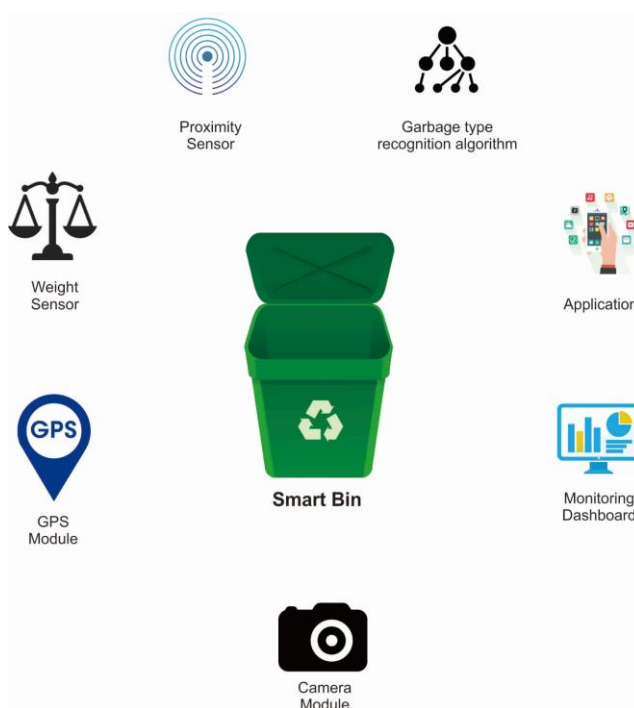 Proximity
Sensor
Garbage type
recognition algorithm
Weight
Sensor
Application
GPS
GPS
Module
Smart Bin
Monitoring
Dashboard
Camera
Module